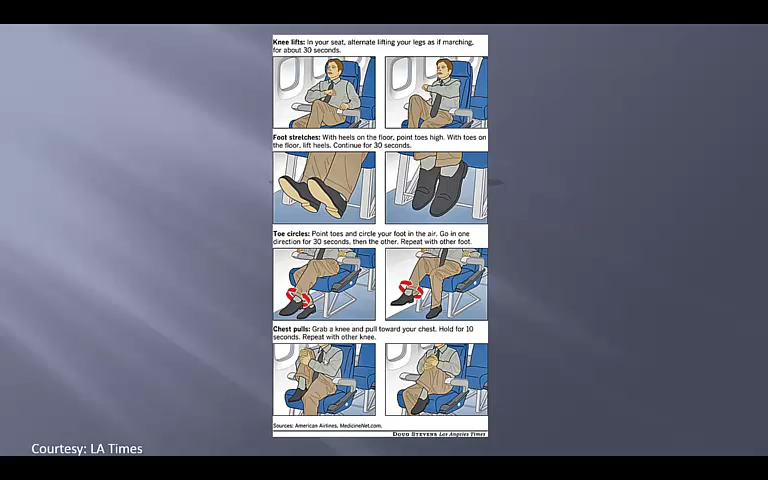 Knee lifts: In your seat, alternate lifting your legs as if marching,
for about 30 seconds.
Foot stretches: With heels on the floor, point toes high. With toes on
the floor, lift heels. Continue for 30 seconds.
Toe circles: Point toes and circle your foot in the air. Go in one
direction for 30 seconds, then the other. Repeat with other foot.
Chest pulls: Grab a knee and pull toward your chest. Hold for 10
seconds. Repeat with other knee.
Sources: American Airlines, MedicineNet.com.
DOUG STEVENS Los Angeles Times
Courtesy: LA Times